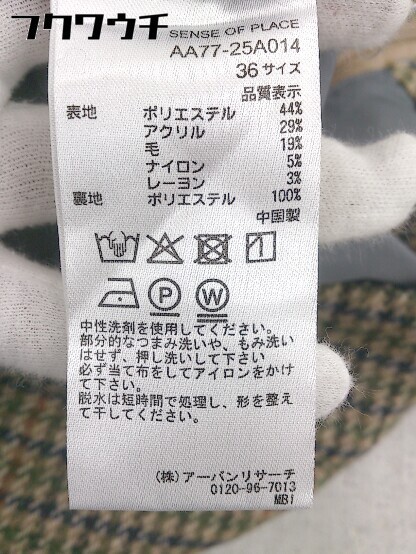 フクワウチ
SENSE OF PLACE
AA77-25A014
36サイズ
品質表示
表地 ポリエステル 44%
アクリル 29%
毛 19%
ナイロン 5%
レーヨン 3%
裏地 ポリエステル 100%
中国製
P W
中性洗剤を使用してください。
部分的なつまみ洗いや、もみ洗い
はせず、押し洗いして下さい
必ず当て布をしてアイロンをかけ
て下さい。
脱水は短時間で処理し、形を整え
て干してください。
(株)アーバンリサーチ
0120-96-7013
MB1